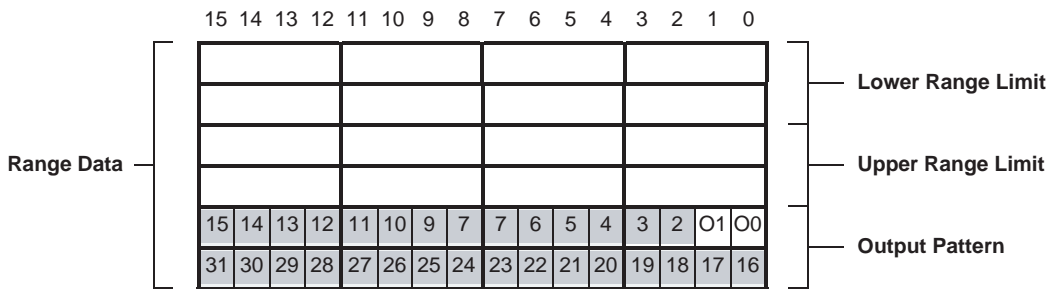 15 14 13 12 11 10 9 8 7 6 5 4 3 2 1 0
Lower Range Limit
Range Data
Upper Range Limit
15 14 13 12 11 10 9 7 7 6 5 4 3 2 O1 O0
Output Pattern
31 30 29 28 27 26 25 24 23 22 21 20 19 18 17 16